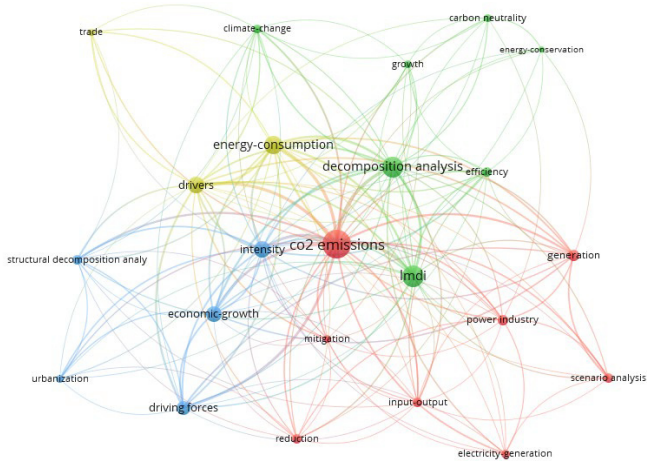 carbon neutrality
climate-change
trade
energy-conservation
growth
energy-consumption
decomposition analysis
efficiency
drivers
co2 emissions
intensity
generation
structural decomposition analy
lmdi
economic-growth
power industry
mitigation
urbanization
scenario analysis
input-output
driving forces
reduction
electricity-generation